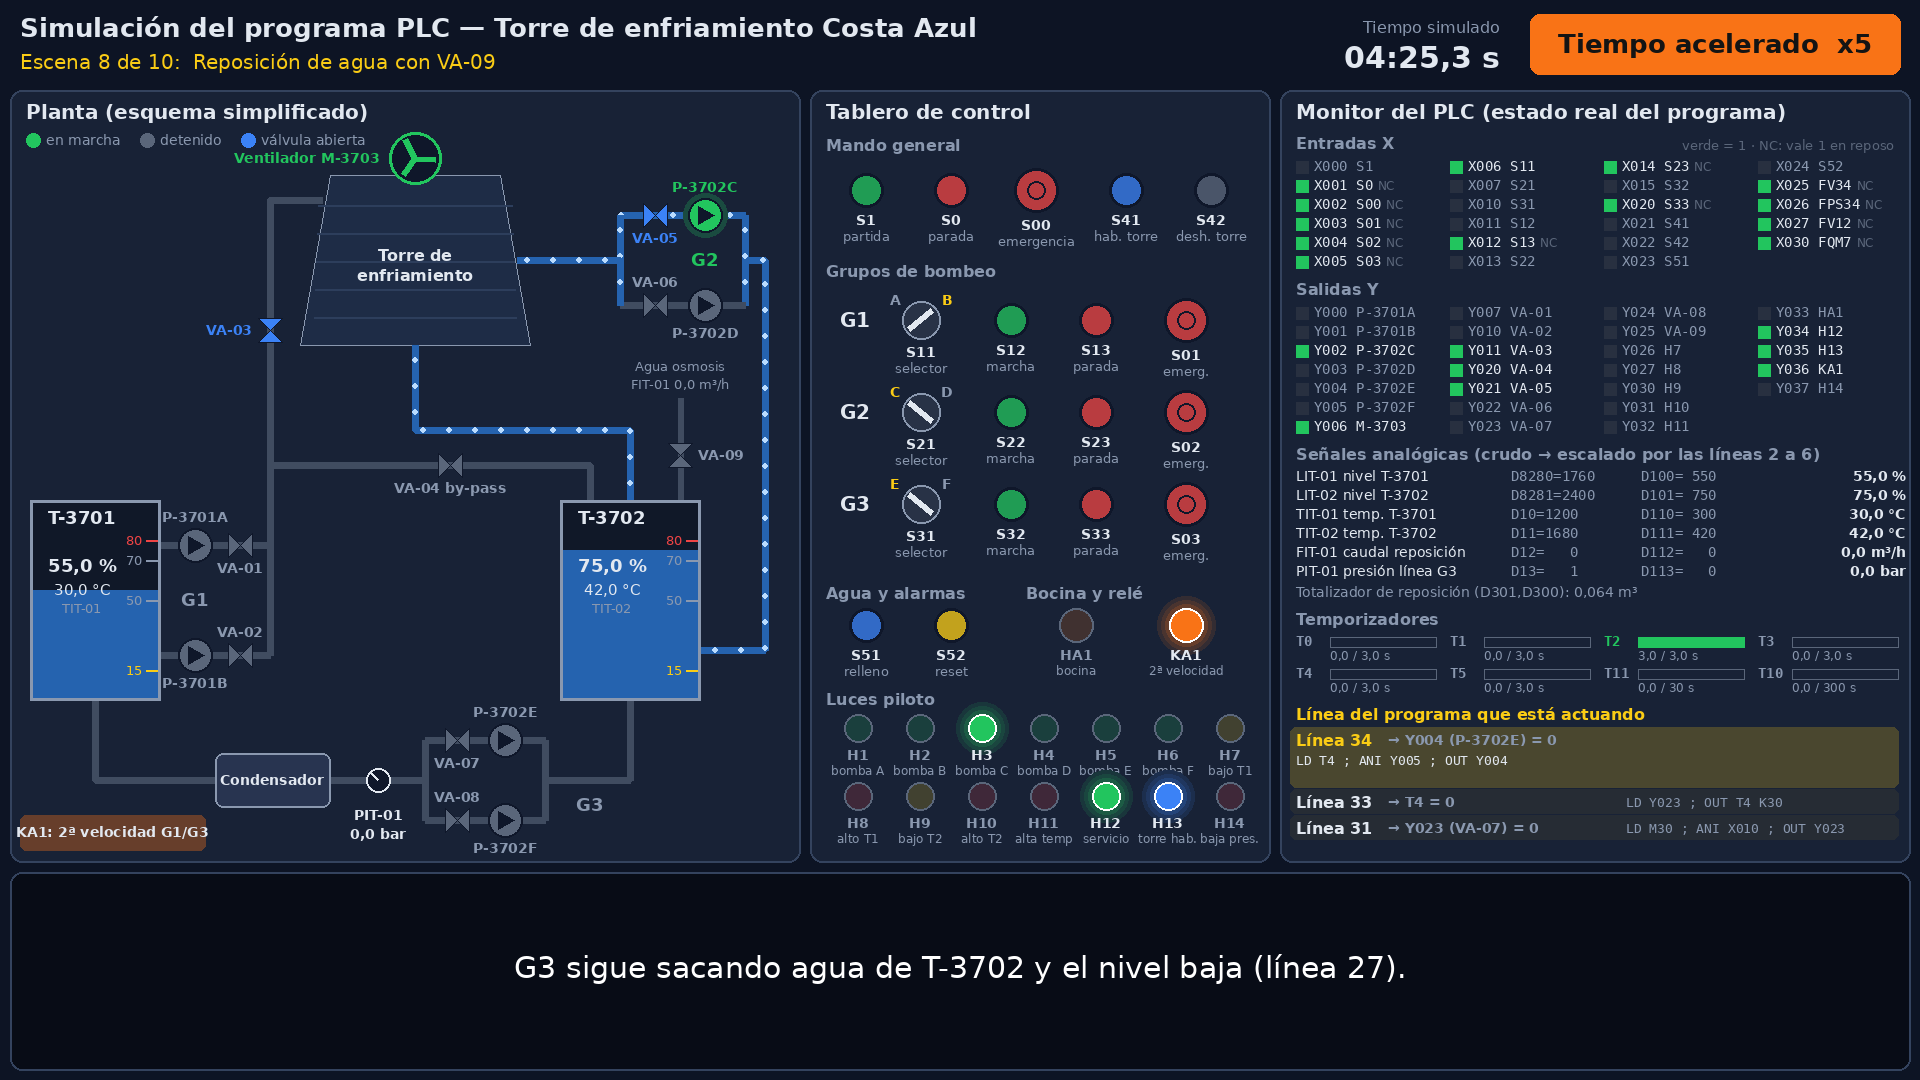 Simulación del programa PLC — Torre de enfriamiento Costa Azul
Escena 8 de 10:  Reposición de agua con VA-09
Tiempo simulado
04:25,3 s
Tiempo acelerado  x5
Planta (esquema simplificado)
en marcha
detenido
válvula abierta
Ventilador M-3703
P-3702C
VA-05
G2
VA-06
P-3702D
Torre de
enfriamiento
VA-03
Agua osmosis
FIT-01 0,0 m³/h
VA-09
VA-04 by-pass
T-3701
P-3701A
80
70
55,0 %
30,0 °C
TIT-01
50
15
VA-01
G1
VA-02
P-3701B
T-3702
80
70
75,0 %
42,0 °C
TIT-02
50
15
P-3702E
VA-07
VA-08
P-3702F
G3
Condensador
PIT-01
0,0 bar
KA1: 2ª velocidad G1/G3
Tablero de control
Mando general
S1
partida
S0
parada
S00
emergencia
S41
hab. torre
S42
desh. torre
Grupos de bombeo
G1
A
B
S11
selector
S12
marcha
S13
parada
S01
emerg.
G2
C
D
S21
selector
S22
marcha
S23
parada
S02
emerg.
G3
E
F
S31
selector
S32
marcha
S33
parada
S03
emerg.
Agua y alarmas
Bocina y relé
S51
relleno
S52
reset
HA1
bocina
KA1
2ª velocidad
Luces piloto
H1
bomba A
H2
bomba B
H3
bomba C
H4
bomba D
H5
bomba E
H6
bomba F
H7
bajo T1
H8
alto T1
H9
bajo T2
H10
alto T2
H11
alta temp
H12
servicio
H13
torre hab.
H14
baja pres.
Monitor del PLC (estado real del programa)
Entradas X
verde = 1 · NC: vale 1 en reposo
X000 S1
X006 S11
X014 S23 NC
X024 S52
X001 S0 NC
X007 S21
X015 S32
X025 FV34 NC
X002 S00 NC
X010 S31
X020 S33 NC
X026 FPS34 NC
X003 S01 NC
X011 S12
X021 S41
X027 FV12 NC
X004 S02 NC
X012 S13 NC
X022 S42
X030 FQM7 NC
X005 S03 NC
X013 S22
X023 S51
Salidas Y
Y000 P-3701A
Y007 VA-01
Y024 VA-08
Y033 HA1
Y001 P-3701B
Y010 VA-02
Y025 VA-09
Y034 H12
Y002 P-3702C
Y011 VA-03
Y026 H7
Y035 H13
Y003 P-3702D
Y020 VA-04
Y027 H8
Y036 KA1
Y004 P-3702E
Y021 VA-05
Y030 H9
Y037 H14
Y005 P-3702F
Y022 VA-06
Y031 H10
Y006 M-3703
Y023 VA-07
Y032 H11
Señales analógicas (crudo → escalado por las líneas 2 a 6)
LIT-01 nivel T-3701 D8280=1760 D100= 550 55,0 %
LIT-02 nivel T-3702 D8281=2400 D101= 750 75,0 %
TIT-01 temp. T-3701 D10=1200 D110= 300 30,0 °C
TIT-02 temp. T-3702 D11=1680 D111= 420 42,0 °C
FIT-01 caudal reposición D12=   0 D112=   0 0,0 m³/h
PIT-01 presión línea G3 D13=   1 D113=   0 0,0 bar
Totalizador de reposición (D301,D300): 0,064 m³
Temporizadores
T0
0,0 / 3,0 s
T1
0,0 / 3,0 s
T2
3,0 / 3,0 s
T3
0,0 / 3,0 s
T4
0,0 / 3,0 s
T5
0,0 / 3,0 s
T11
0,0 / 30 s
T10
0,0 / 300 s
Línea del programa que está actuando
Línea 34 → Y004 (P-3702E) = 0
LD T4 ; ANI Y005 ; OUT Y004
Línea 33 → T4 = 0 LD Y023 ; OUT T4 K30
Línea 31 → Y023 (VA-07) = 0 LD M30 ; ANI X010 ; OUT Y023
G3 sigue sacando agua de T-3702 y el nivel baja (línea 27).